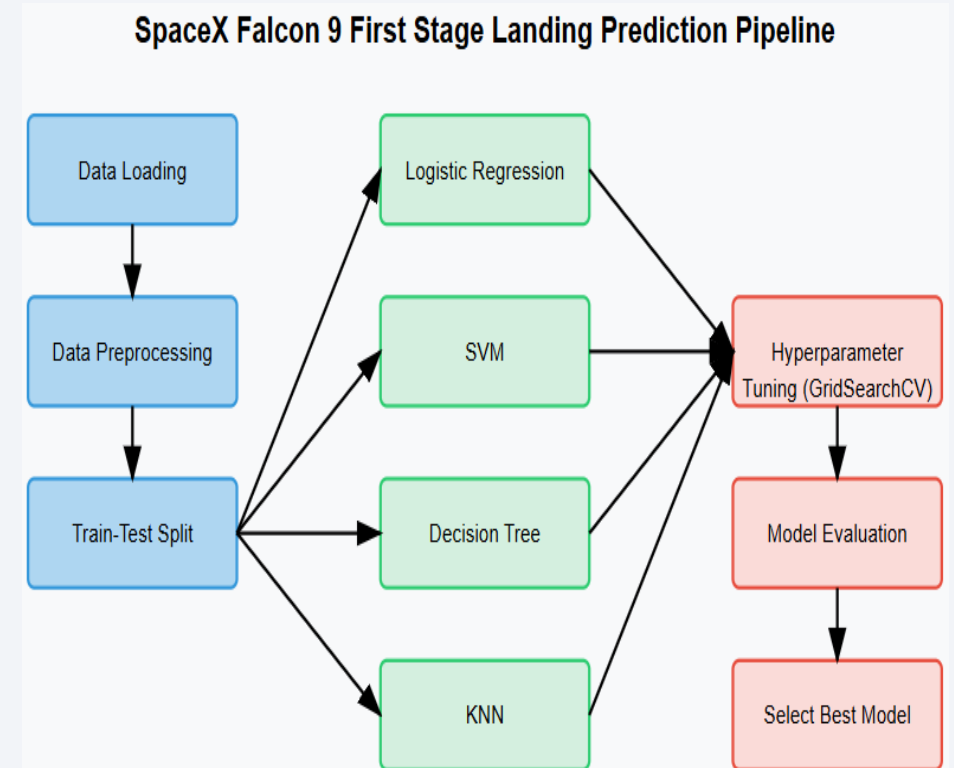 SpaceX Falcon 9 First Stage Landing Prediction Pipeline
Data Loading
Data Preprocessing
Train-Test Split
Logistic Regression
SVM
Decision Tree
KNN
Hyperparameter
Tuning (GridSearchCV)
Model Evaluation
Select Best Model